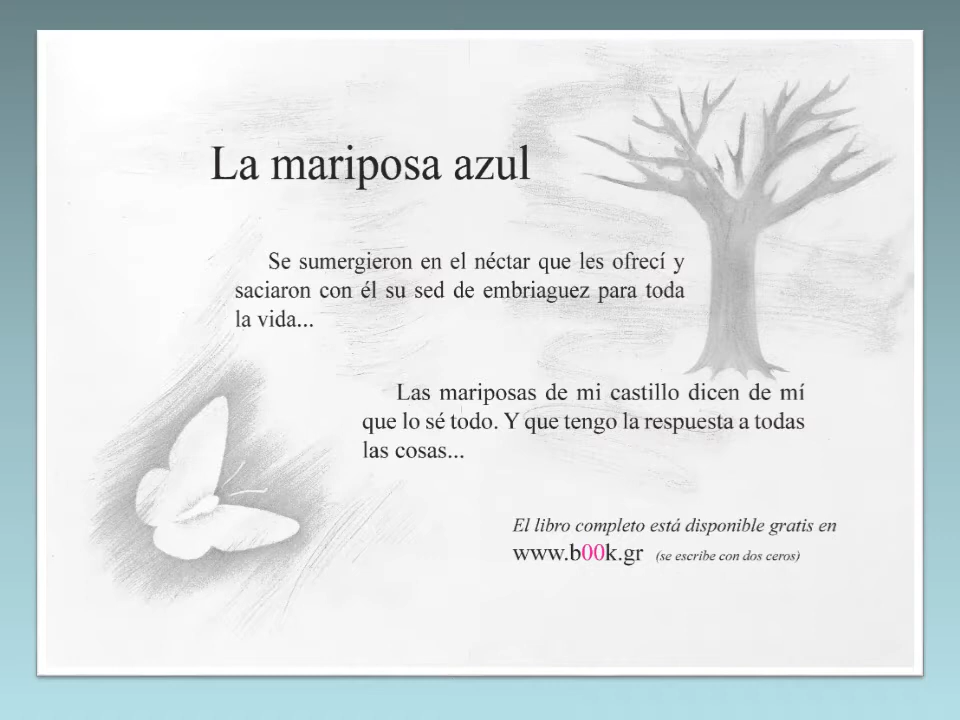 La mariposa azul
Se sumergieron en el néctar que les ofrecí y
saciaron con él su sed de embriaguez para toda
la vida...
Las mariposas de mi castillo dicen de mí
que lo sé todo. Y que tengo la respuesta a todas
las cosas...
El libro completo está disponible gratis en
www.b00k.gr (se escribe con dos ceros)